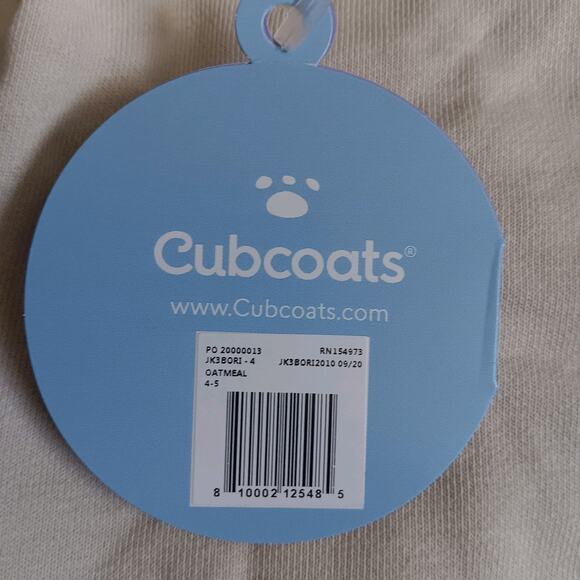 Cubcoats®
www.Cubcoats.com
PO 20000013 RN154973
JK3BORI - 4 JK3BORI2010 09/20
OATMEAL
4-5
8 10002 12548 5